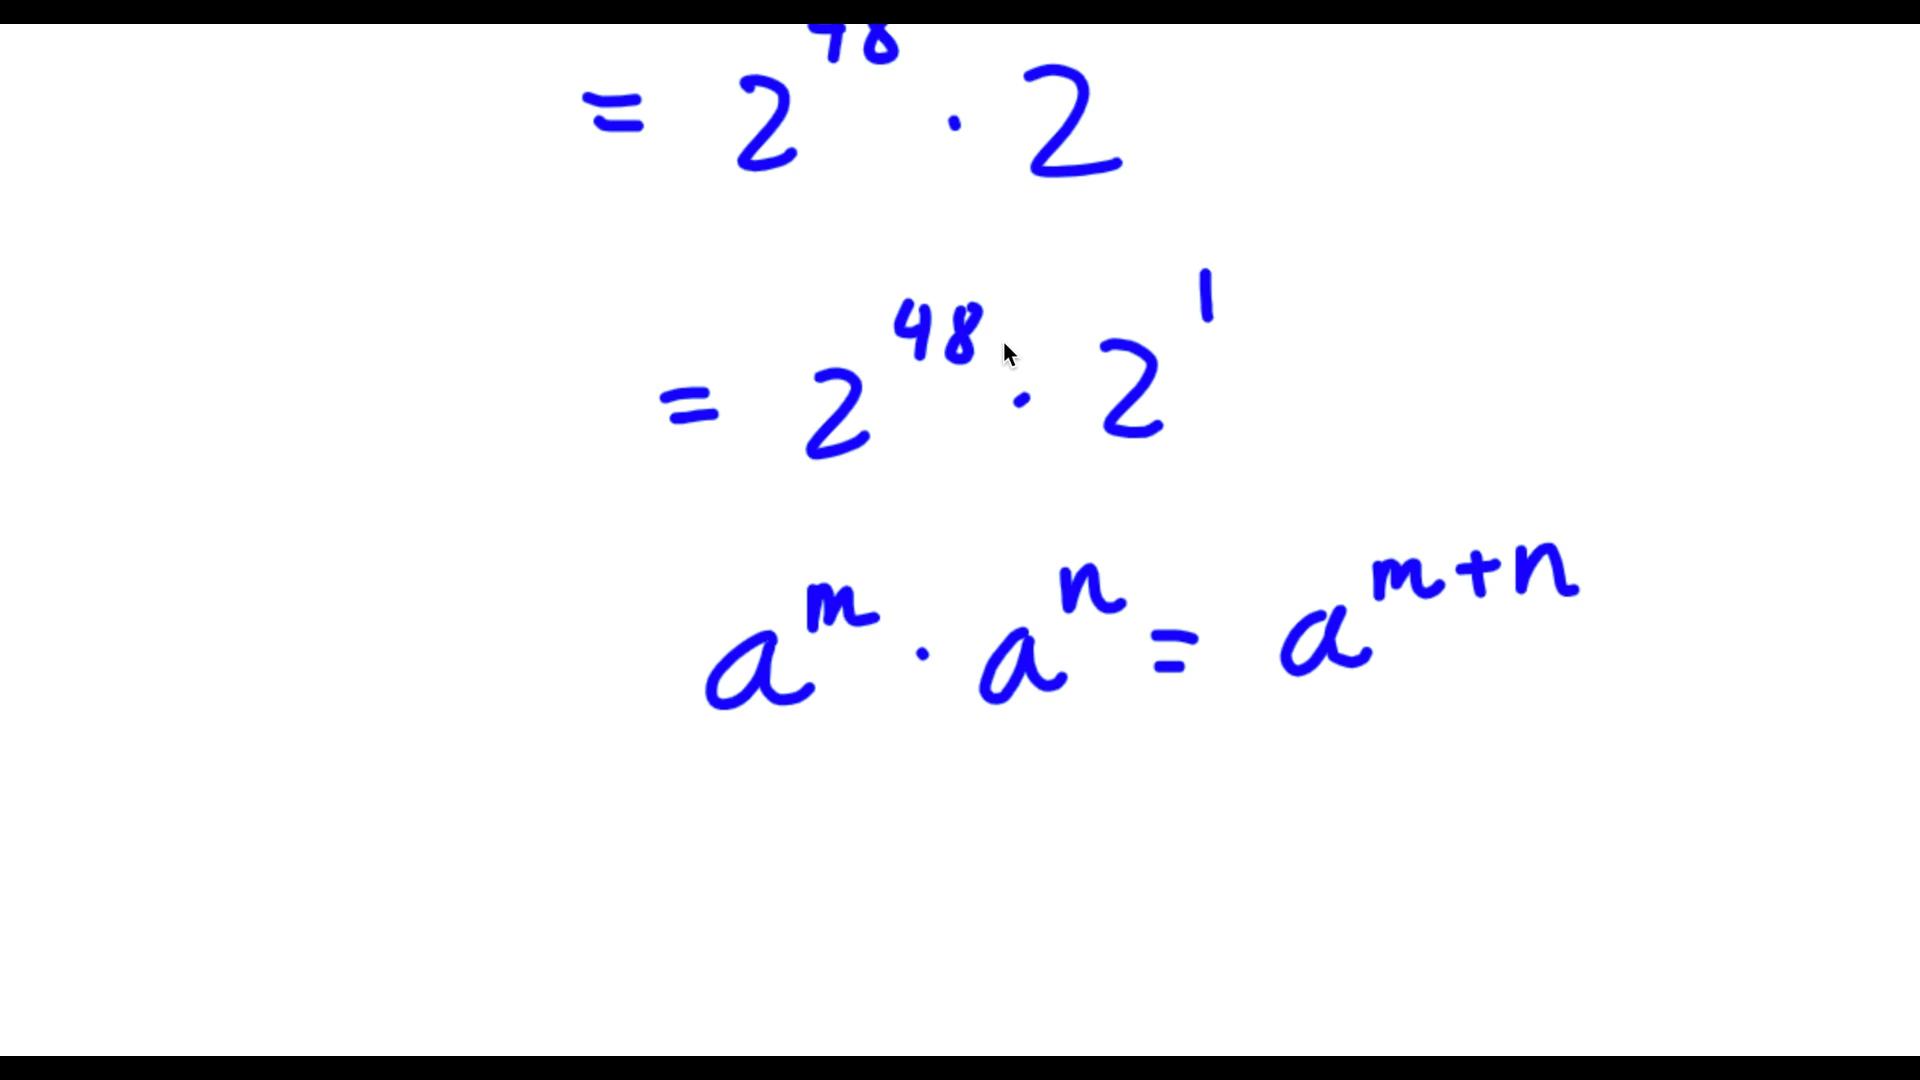 = 2^48 · 2
= 2^48 · 2^1
a^m · a^n = a^m+n